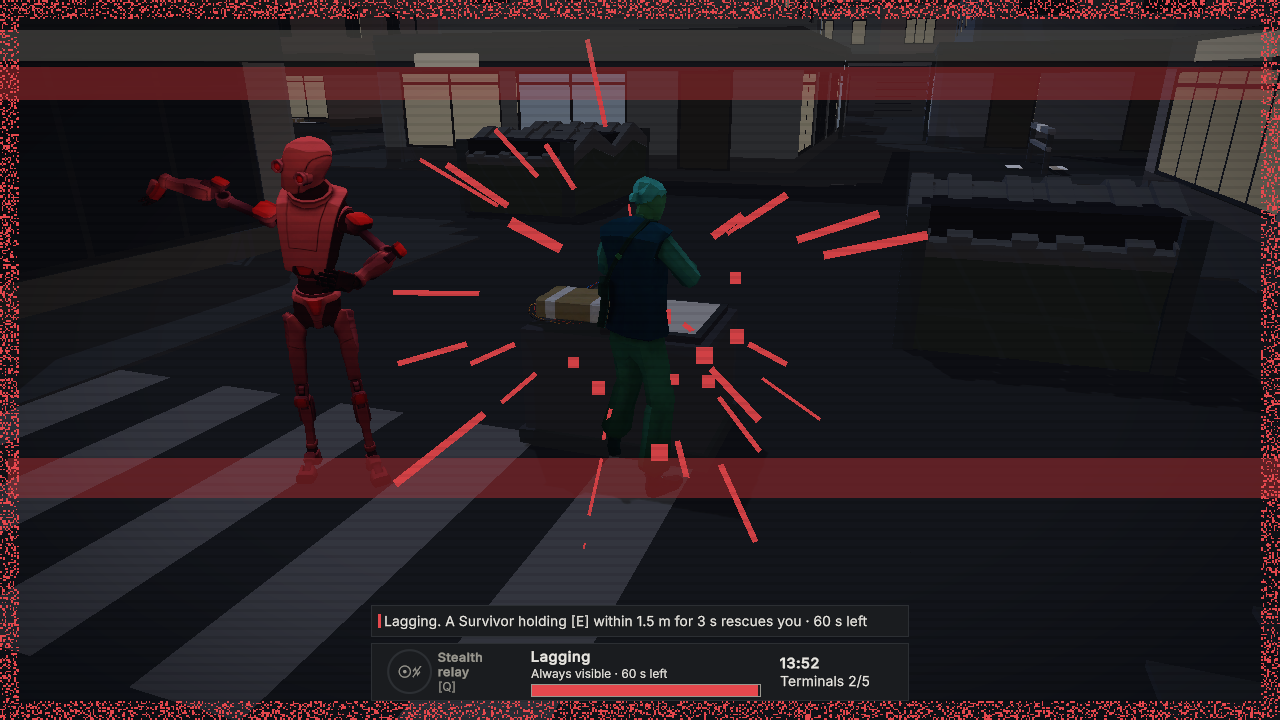 Lagging. A Survivor holding [E] within 1.5 m for 3 s rescues you · 60 s left
Stealth
relay
[Q]
Lagging
Always visible · 60 s left
13:52
Terminals 2/5